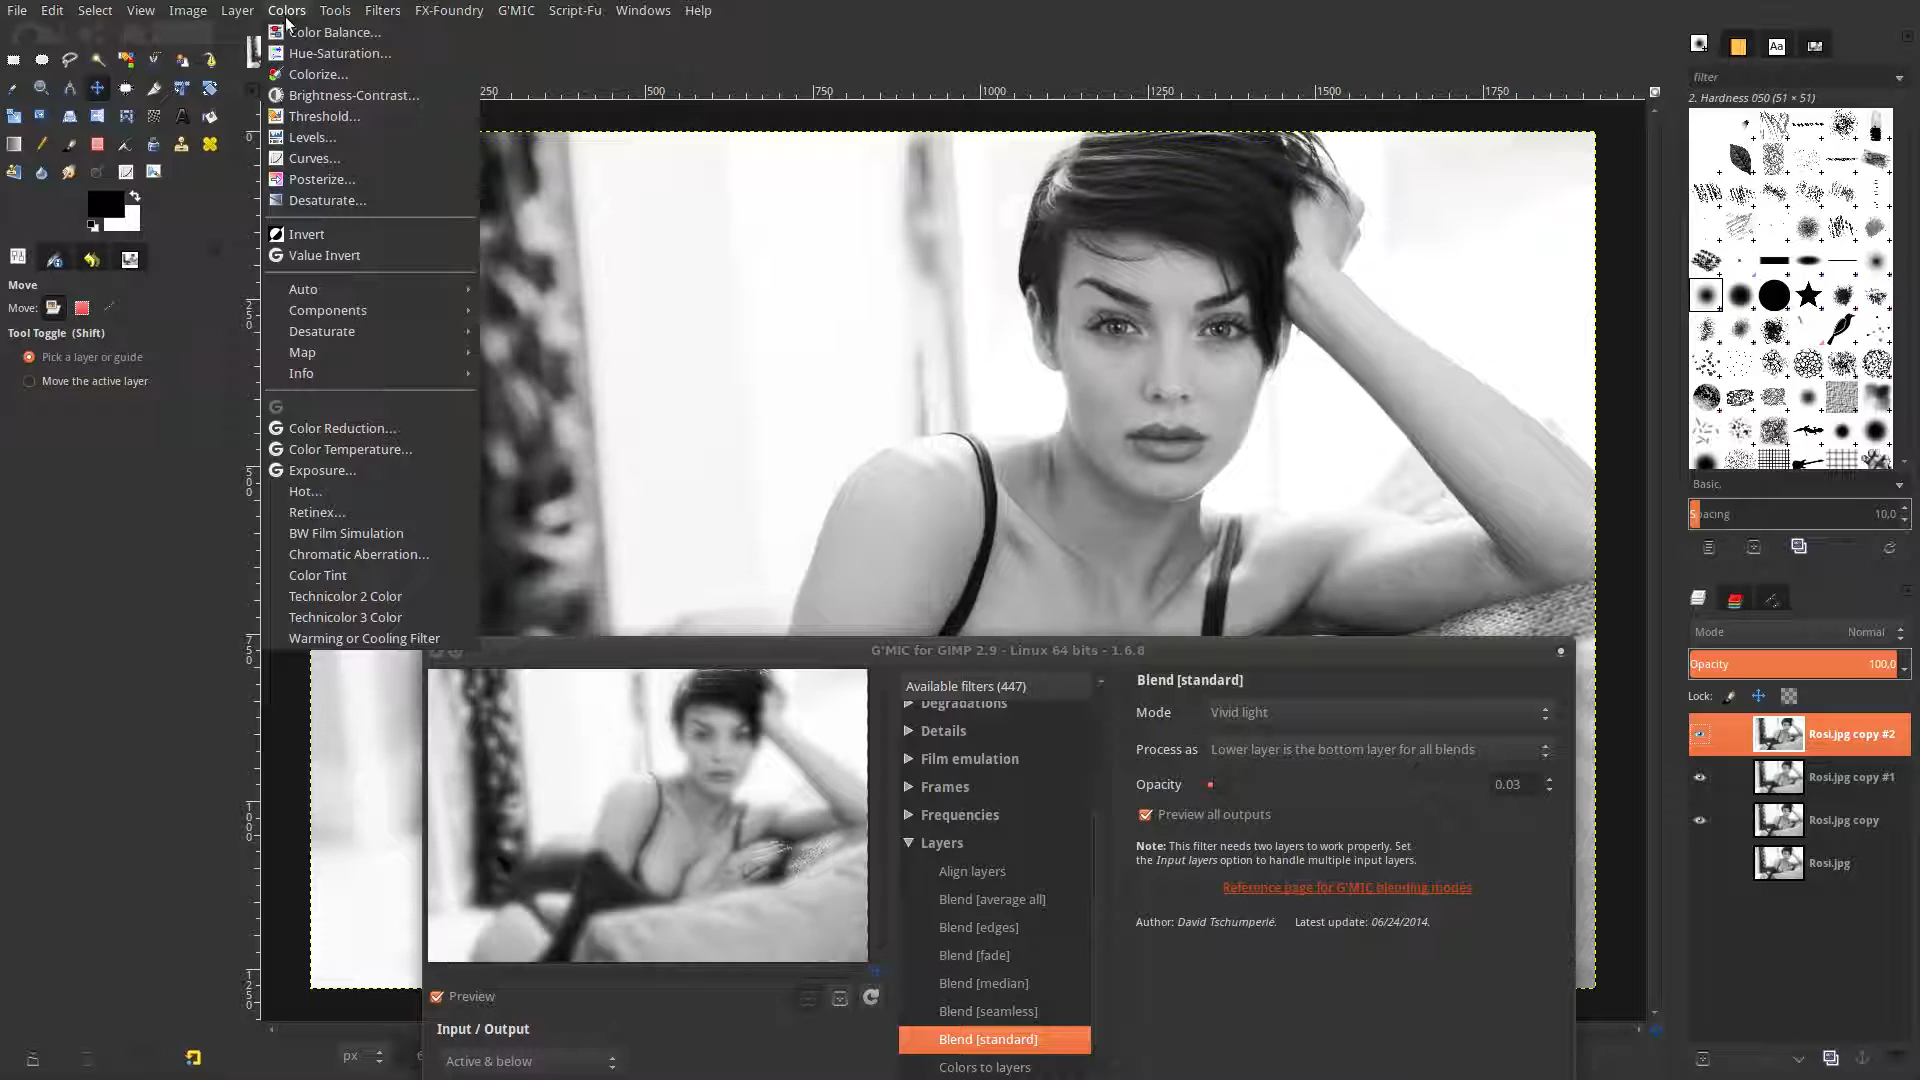 File Edit Select View Image Layer Colors Tools Filters FX-Foundry G'MIC Script-Fu Windows Help
Color Balance...
Hue-Saturation...
Colorize...
Brightness-Contrast...
Threshold...
Levels...
Curves...
Posterize...
Desaturate...
Invert
Value Invert
Auto
Components
Desaturate
Map
Info
Color Reduction...
Color Temperature...
Exposure...
Hot...
Retinex...
BW Film Simulation
Chromatic Aberration...
Color Tint
Technicolor 2 Color
Technicolor 3 Color
Warming or Cooling Filter
Move
Move:
Tool Toggle (Shift)
Pick a layer or guide
Move the active layer
250 500 750 1000 1250 1500 1750
0
250
500
750
1000
1250
px
G'MIC for GIMP 2.9 - Linux 64 bits - 1.6.8
Preview
Input / Output
Active & below
Available filters (447)
Degradations
Details
Film emulation
Frames
Frequencies
Layers
Align layers
Blend [average all]
Blend [edges]
Blend [fade]
Blend [median]
Blend [seamless]
Blend [standard]
Colors to layers
Blend [standard]
Mode Vivid light
Process as Lower layer is the bottom layer for all blends
Opacity 0.03
Preview all outputs
Note: This filter needs two layers to work properly. Set
the Input layers option to handle multiple input layers.
Reference page for G'MIC blending modes
Author: David Tschumperlé. Latest update: 06/24/2014.
Aa
filter
2. Hardness 050 (51 × 51)
Basic,
Spacing 10,0
Mode Normal
Opacity 100,0
Lock:
Rosi.jpg copy #2
Rosi.jpg copy #1
Rosi.jpg copy
Rosi.jpg